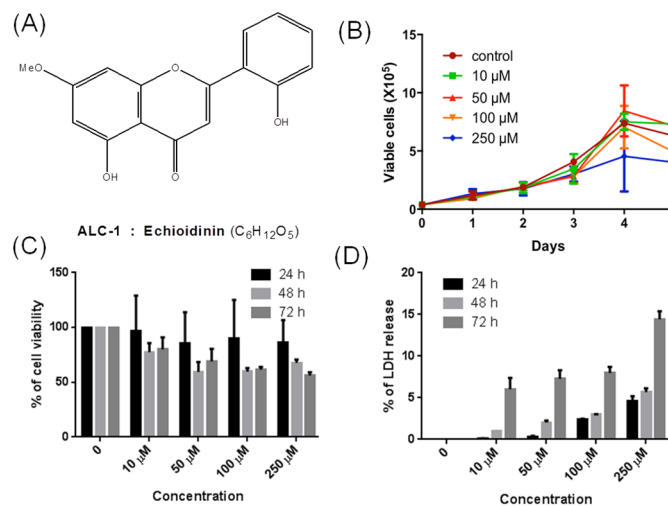 (A)
MeO
O
OH
OH
O
ALC-1 : Echioidinin (C6H12O5)
(B)
Viable cells (X10⁵)
15
10
5
0
control
10 µM
50 µM
100 µM
250 µM
0 1 2 3 4
Days
(C)
% of cell viability
150
100
50
0
24 h
48 h
72 h
0 10 µM 50 µM 100 µM 250 µM
Concentration
(D)
% of LDH release
20
15
10
5
0
24 h
48 h
72 h
0 10 µM 50 µM 100 µM 250 µM
Concentration